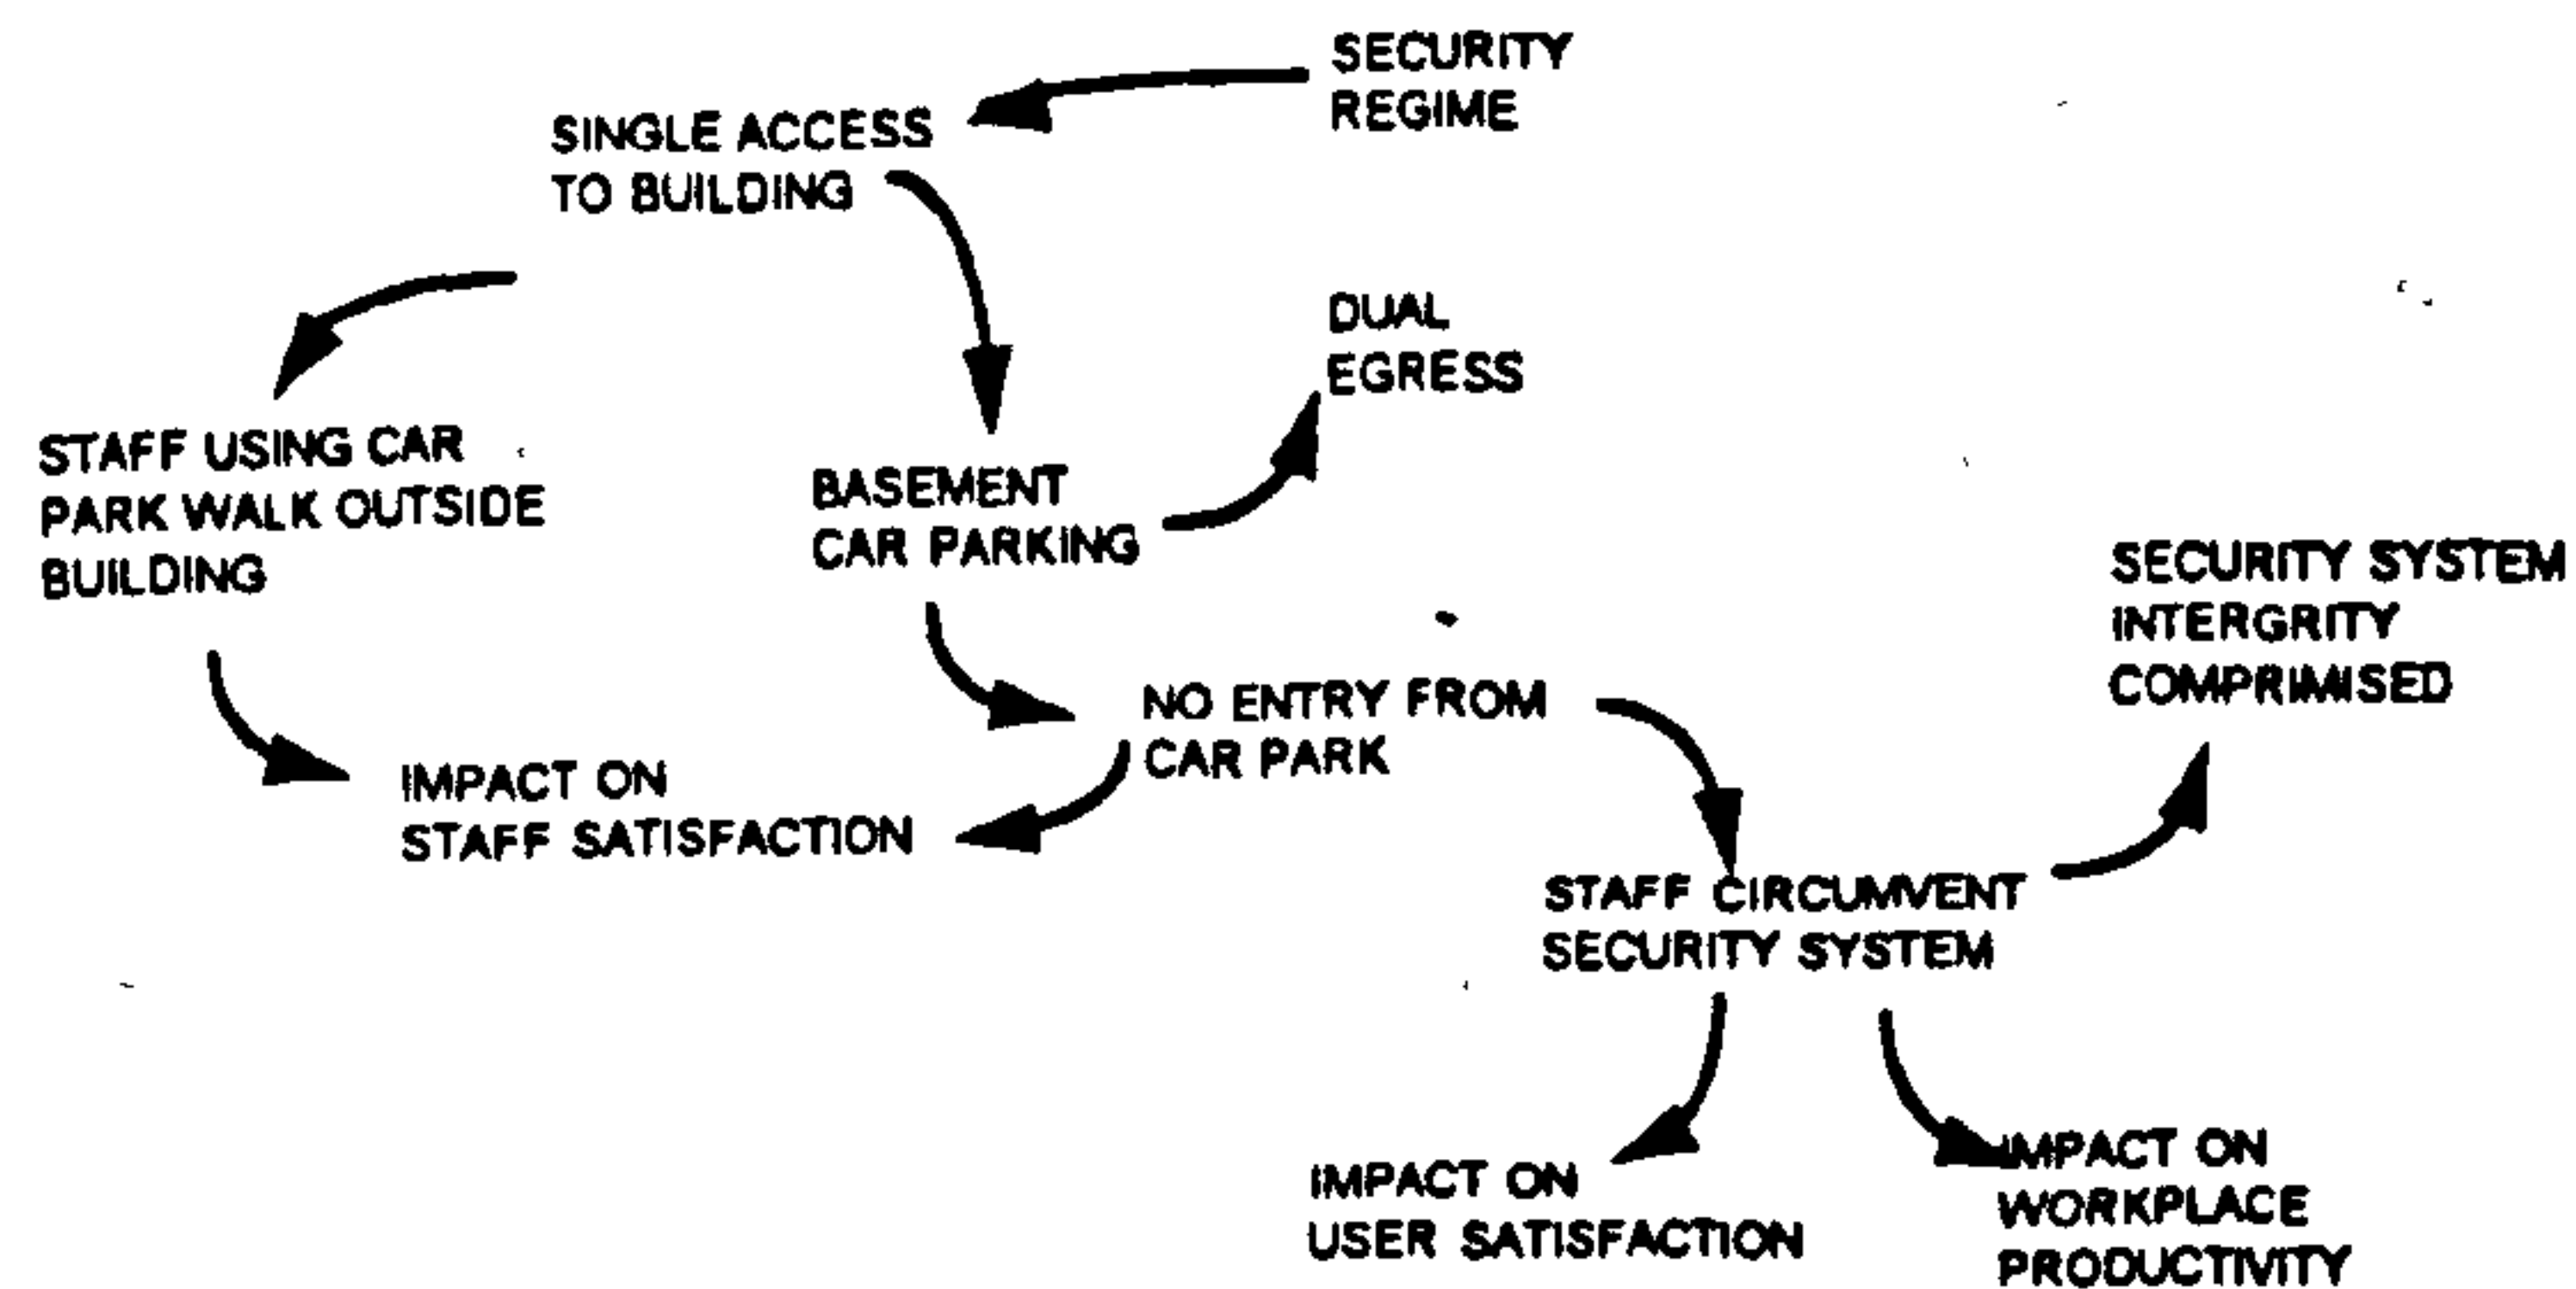 SECURITY
REGIME
SINGLE ACCESS
TO BUILDING
DUAL
EGRESS
STAFF USING CAR
PARK WALK OUTSIDE
BUILDING
BASEMENT
CAR PARKING
SECURITY SYSTEM
INTERGRITY
COMPRIMISED
NO ENTRY FROM
CAR PARK
IMPACT ON
STAFF SATISFACTION
STAFF CIRCUMVENT
SECURITY SYSTEM
IMPACT ON
USER SATISFACTION
IMPACT ON
WORKPLACE
PRODUCTIVITY